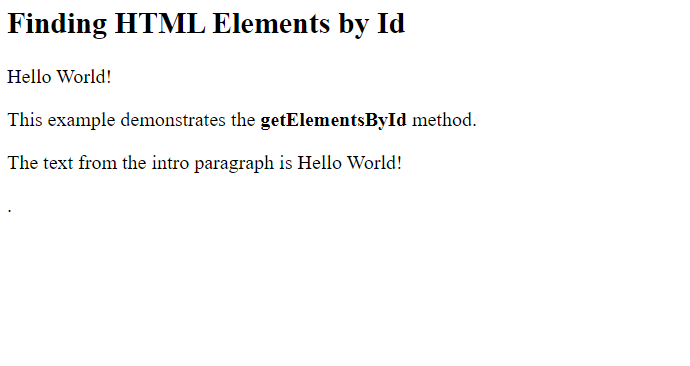 Finding HTML Elements by Id
Hello World!
This example demonstrates the getElementsById method.
The text from the intro paragraph is Hello World!
.